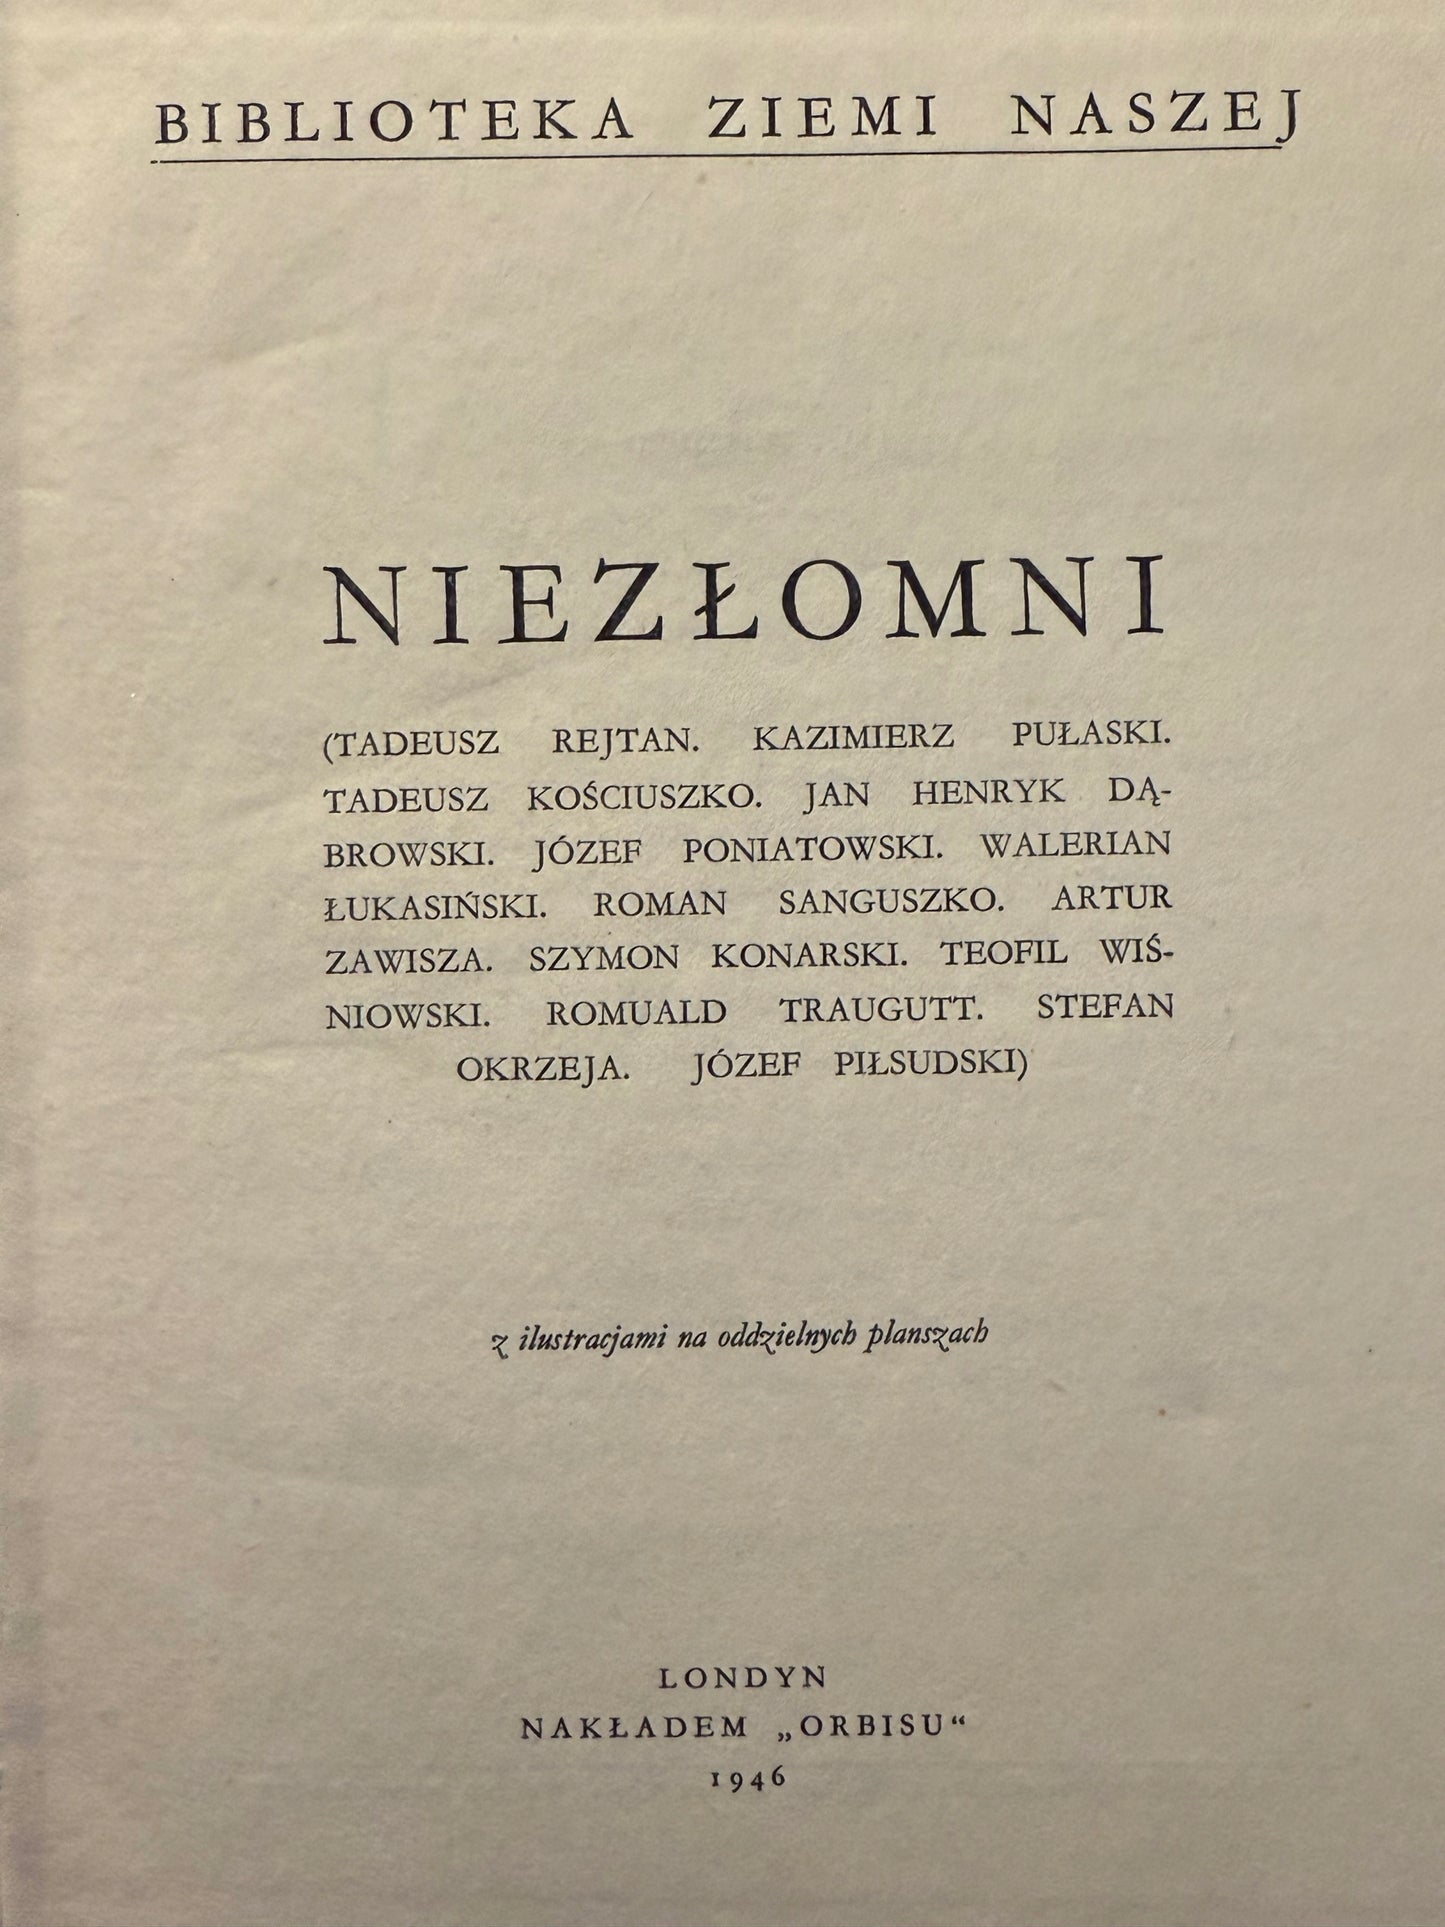 BIBLIOTEKA ZIEMI NASZEJ
NIEZŁOMNI
(TADEUSZ REJTAN. KAZIMIERZ PUŁASKI.
TADEUSZ KOŚCIUSZKO. JAN HENRYK DĄ-
BROWSKI. JÓZEF PONIATOWSKI. WALERIAN
ŁUKASIŃSKI. ROMAN SANGUSZKO. ARTUR
ZAWISZA. SZYMON KONARSKI. TEOFIL WIŚ-
NIOWSKI. ROMUALD TRAUGUTT. STEFAN
OKRZEJA. JÓZEF PIŁSUDSKI)
z ilustracjami na oddzielnych planszach
LONDYN
NAKŁADEM „ORBISU“
1946